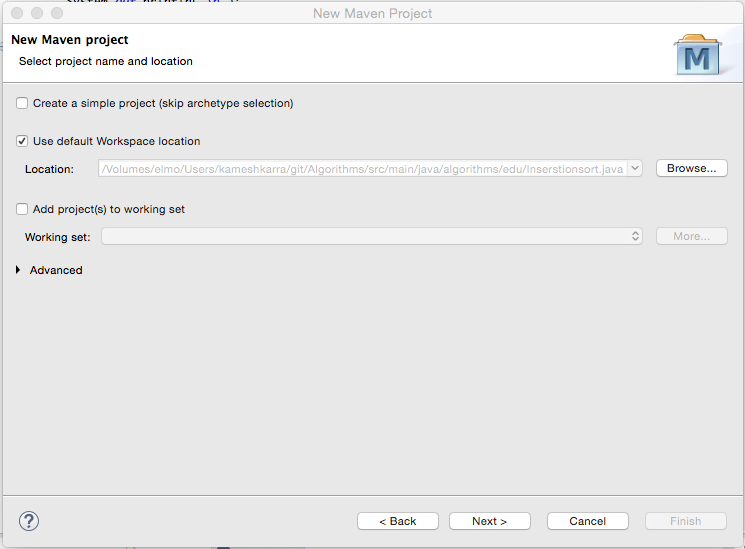 New Maven Project
New Maven project
Select project name and location
M
Create a simple project (skip archetype selection)
Use default Workspace location
Location: /Volumes/elmo/Users/kameshkarra/git/Algorithms/src/main/java/algorithms/edu/Inserstionsort.java Browse...
Add project(s) to working set
Working set: More...
Advanced
? < Back Next > Cancel Finish